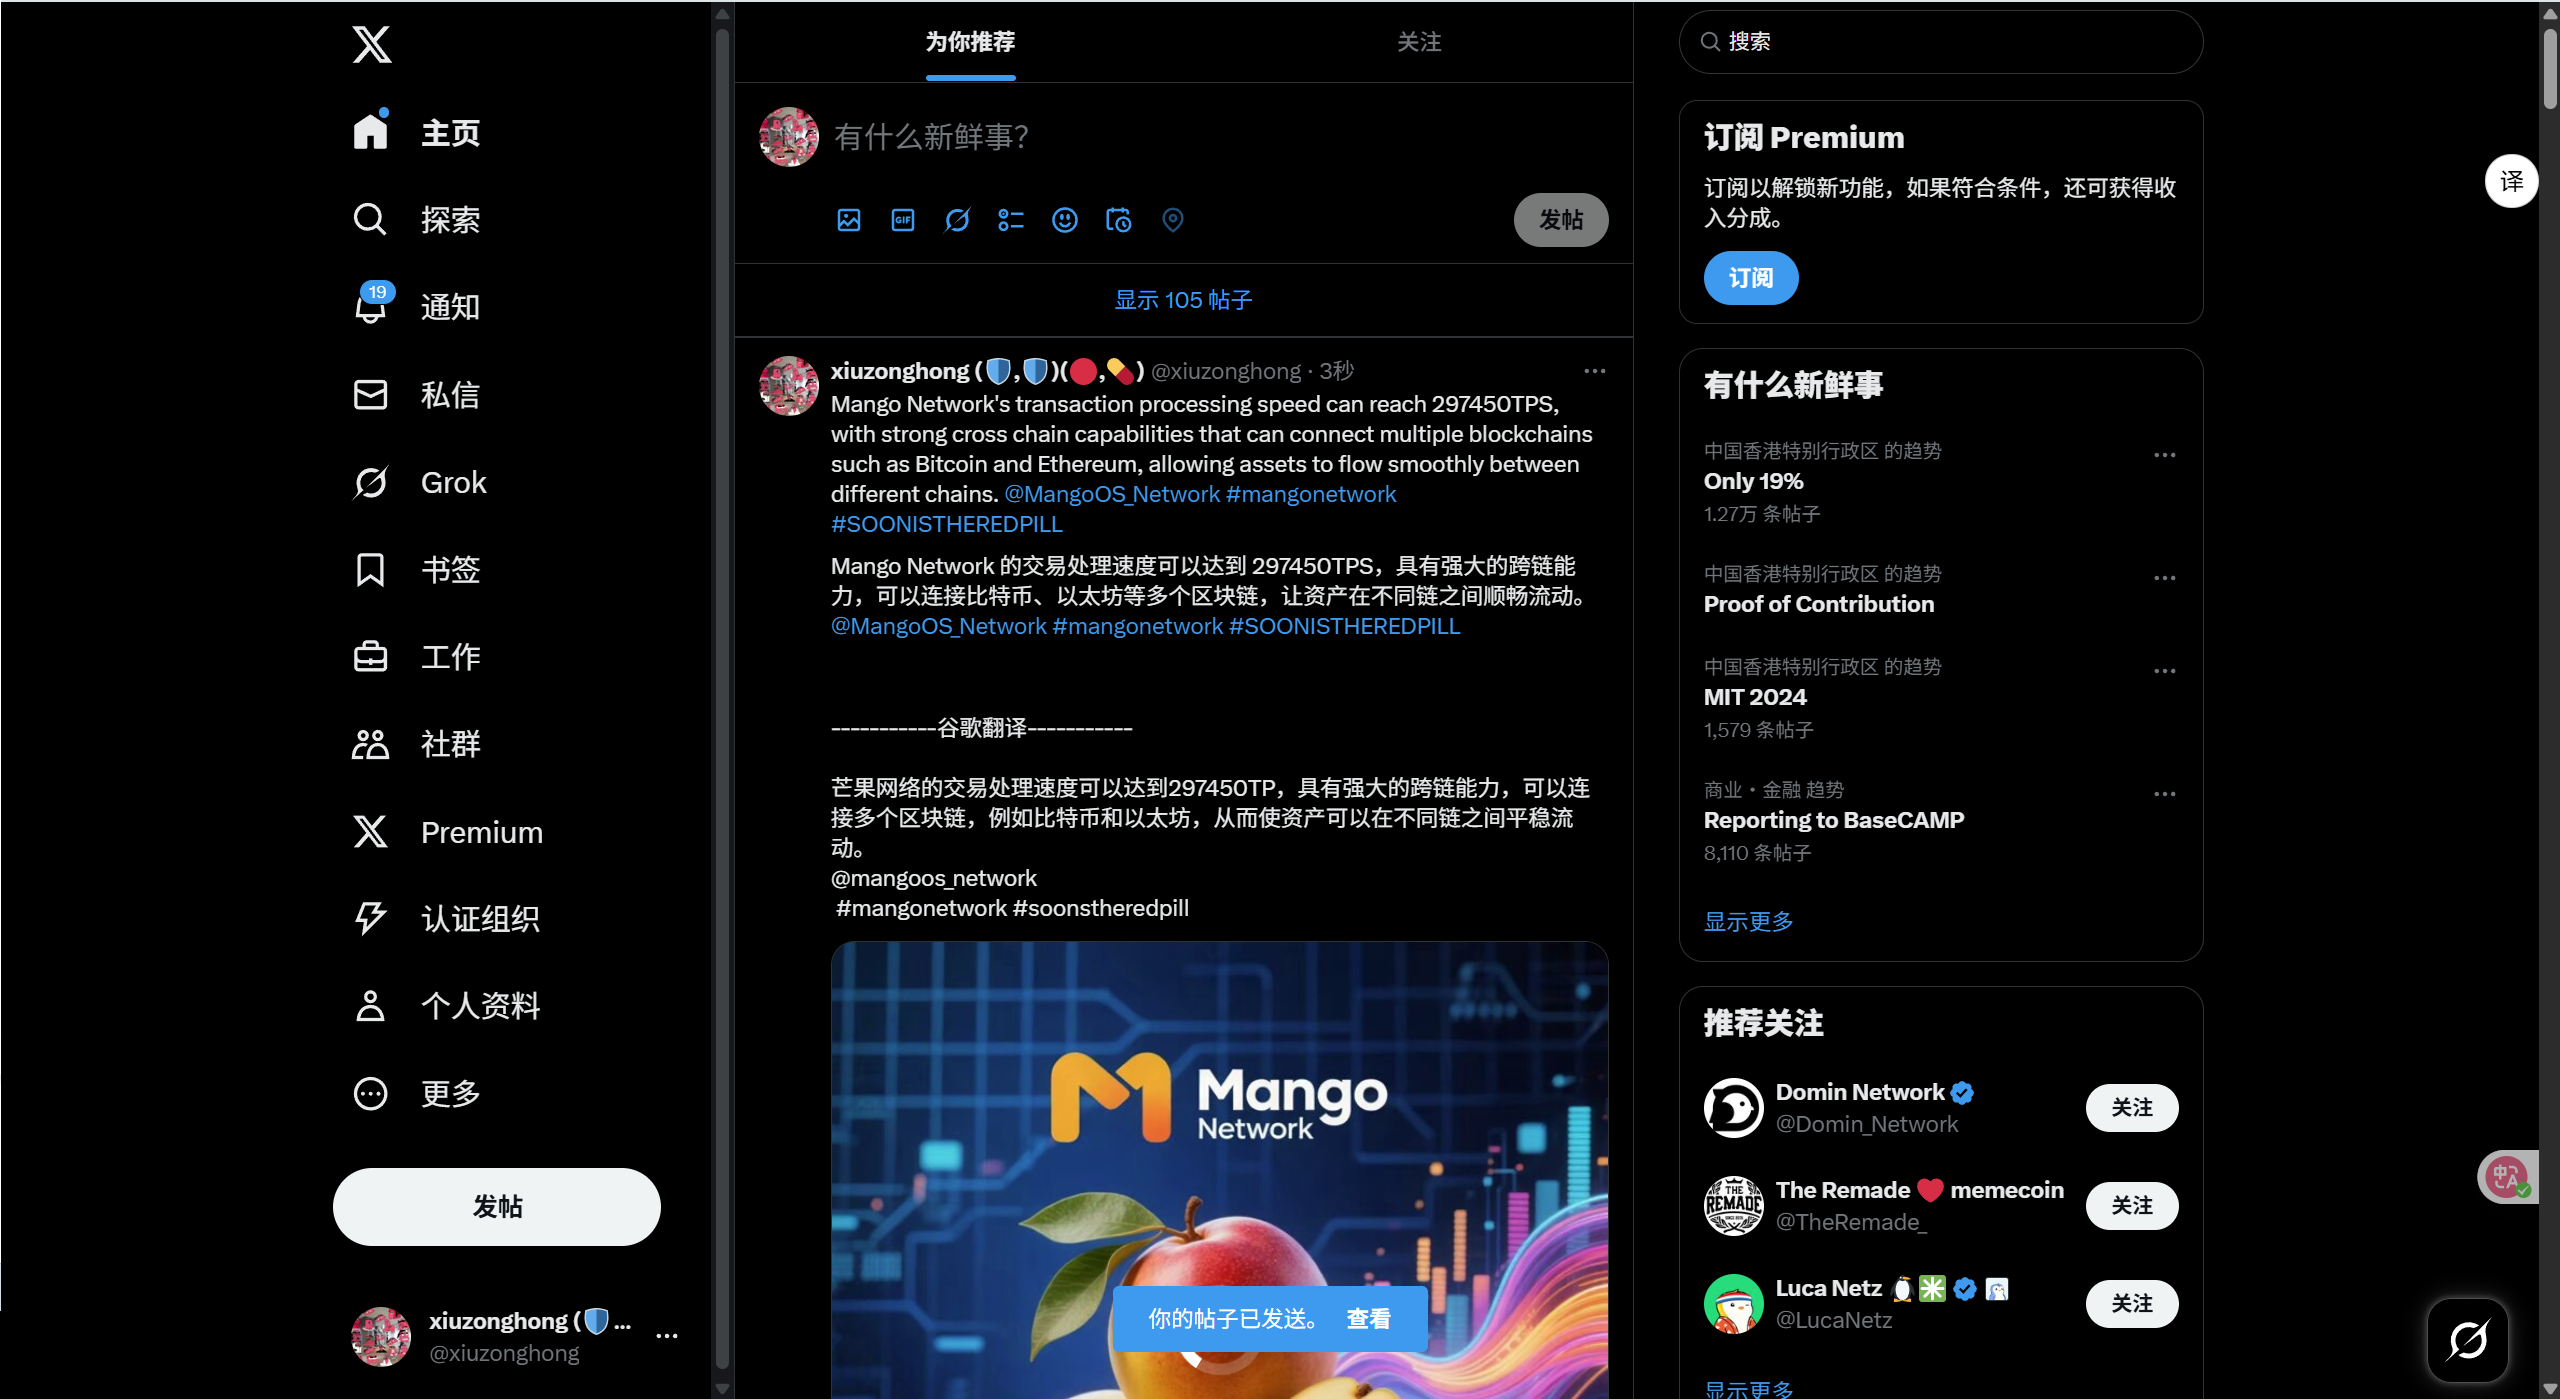 主页
探索
19
通知
私信
Grok
书签
工作
社群
Premium
认证组织
个人资料
更多
发帖
xiuzonghong (🛡️ ...
@xiuzonghong
为你推荐
关注
有什么新鲜事？
GIF
发帖
显示 105 帖子
xiuzonghong (🛡️,🛡️)(🔴,💊) @xiuzonghong · 3秒
Mango Network's transaction processing speed can reach 297450TPS,
with strong cross chain capabilities that can connect multiple blockchains
such as Bitcoin and Ethereum, allowing assets to flow smoothly between
different chains. @MangoOS_Network #mangonetwork
#SOONISTHEREDPILL
Mango Network 的交易处理速度可以达到 297450TPS，具有强大的跨链能
力，可以连接比特币、以太坊等多个区块链，让资产在不同链之间顺畅流动。
@MangoOS_Network #mangonetwork #SOONISTHEREDPILL
-----------谷歌翻译-----------
芒果网络的交易处理速度可以达到297450TP，具有强大的跨链能力，可以连
接多个区块链，例如比特币和以太坊，从而使资产可以在不同链之间平稳流
动。
@mangoos_network
#mangonetwork #soonstheredpill
Mango
Network
你的帖子已发送。 查看
搜索
订阅 Premium
订阅以解锁新功能，如果符合条件，还可获得收
入分成。
订阅
有什么新鲜事
中国香港特别行政区 的趋势
Only 19%
1.27万 条帖子
中国香港特别行政区 的趋势
Proof of Contribution
中国香港特别行政区 的趋势
MIT 2024
1,579 条帖子
商业 · 金融 趋势
Reporting to BaseCAMP
8,110 条帖子
显示更多
推荐关注
Domin Network
@Domin_Network
关注
THE
REMADE
The Remade ❤️ memecoin
@TheRemade_
关注
Luca Netz 🐧✳️
@LucaNetz
关注
显示更多
译
中
A